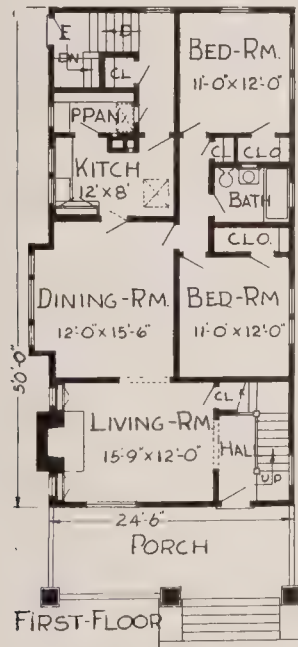 E
D
DN
CL
BED-RM.
11'-0"X12'-0"
PPAN.
KITCH
12'X8'
C
CLO.
BATH
CLO.
DINING-RM.
12'-0"X15'-6"
BED-RM
11'-0"X12'-0"
50'-0"
LIVING-RM.
15'-9"X12'-0"
CL
HAL
UP
24'-6"
PORCH
FIRST-FLOOR